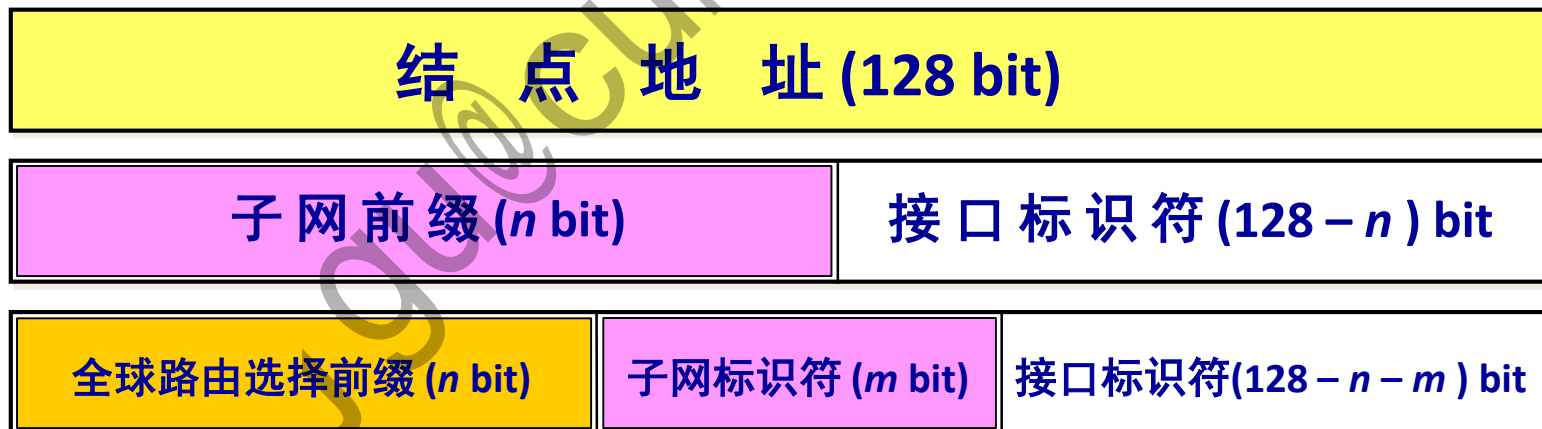 结 点 地 址 (128 bit)
子 网 前 缀 (n bit) 接 口 标 识 符 (128 – n ) bit
全球路由选择前缀 (n bit) 子网标识符 (m bit) 接口标识符(128 – n – m ) bit